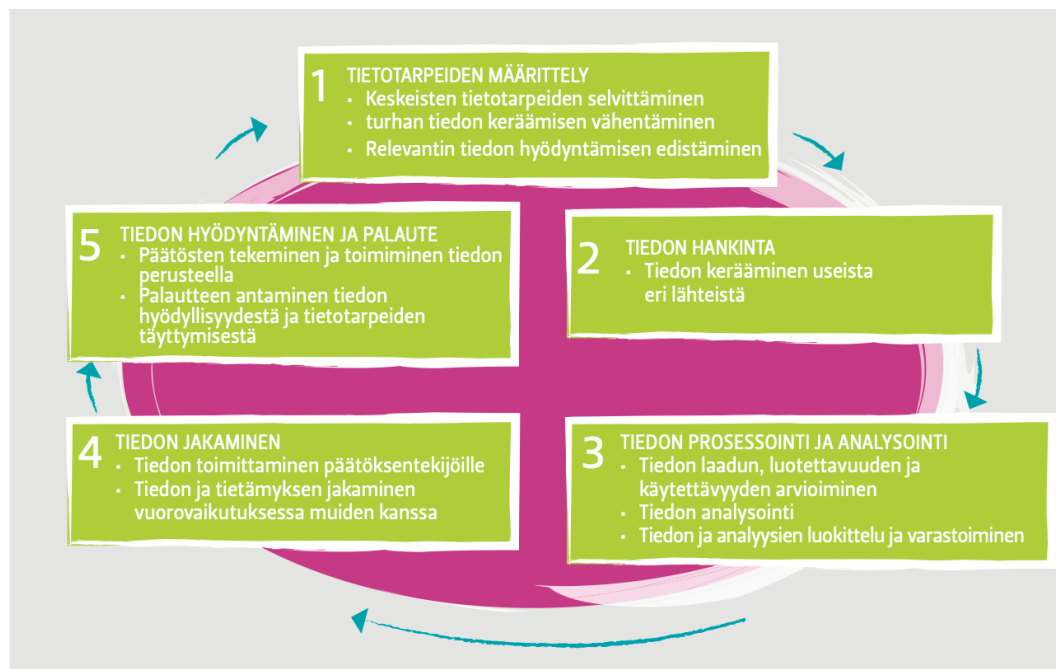 1 TIETOTARPEIDEN MÄÄRITTELY
• Keskeisten tietotarpeiden selvittäminen
• turhan tiedon keräämisen vähentäminen
• Relevantin tiedon hyödyntämisen edistäminen
2 TIEDON HANKINTA
• Tiedon kerääminen useista
eri lähteistä
3 TIEDON PROSESSOINTI JA ANALYSOINTI
• Tiedon laadun, luotettavuuden ja
käytettävyyden arvioiminen
• Tiedon analysointi
• Tiedon ja analyysien luokittelu ja varastoiminen
4 TIEDON JAKAMINEN
• Tiedon toimittaminen päätöksentekijöille
• Tiedon ja tietämyksen jakaminen
vuorovaikutuksessa muiden kanssa
5 TIEDON HYÖDYNTÄMINEN JA PALAUTE
• Päätösten tekeminen ja toimiminen tiedon
perusteella
• Palautteen antaminen tiedon
hyödyllisyydestä ja tietotarpeiden
täyttymisestä